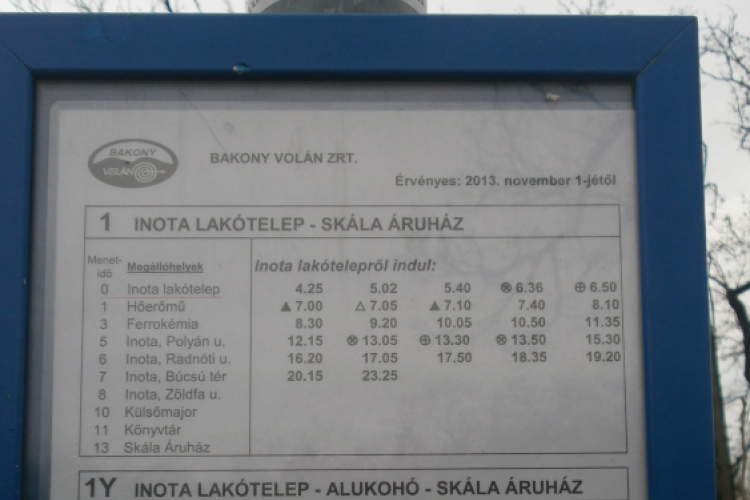 BAKONY
VOLÁN
BAKONY VOLÁN ZRT.
Érvényes: 2013. november 1-jétől
1 INOTA LAKÓTELEP - SKÁLA ÁRUHÁZ
Menet-
idő Megállóhelyek Inota lakótelepről indul:
0 Inota lakótelep 4.25 5.02 5.40 ⊗ 6.36 ⊕ 6.50
1 Hőerőmű ▲ 7.00 △ 7.05 ▲ 7.10 7.40 8.10
3 Ferrokémia 8.30 9.20 10.05 10.50 11.35
5 Inota, Polyán u. 12.15 ⊗ 13.05 ⊕ 13.30 ⊗ 13.50 15.30
6 Inota, Radnóti u. 16.20 17.05 17.50 18.35 19.20
7 Inota, Búcsú tér 20.15 23.25
8 Inota, Zöldfa u.
10 Külsőmajor
11 Könyvtár
13 Skála Áruház
1Y INOTA LAKÓTELEP - ALUKOHÓ - SKÁLA ÁRUHÁZ